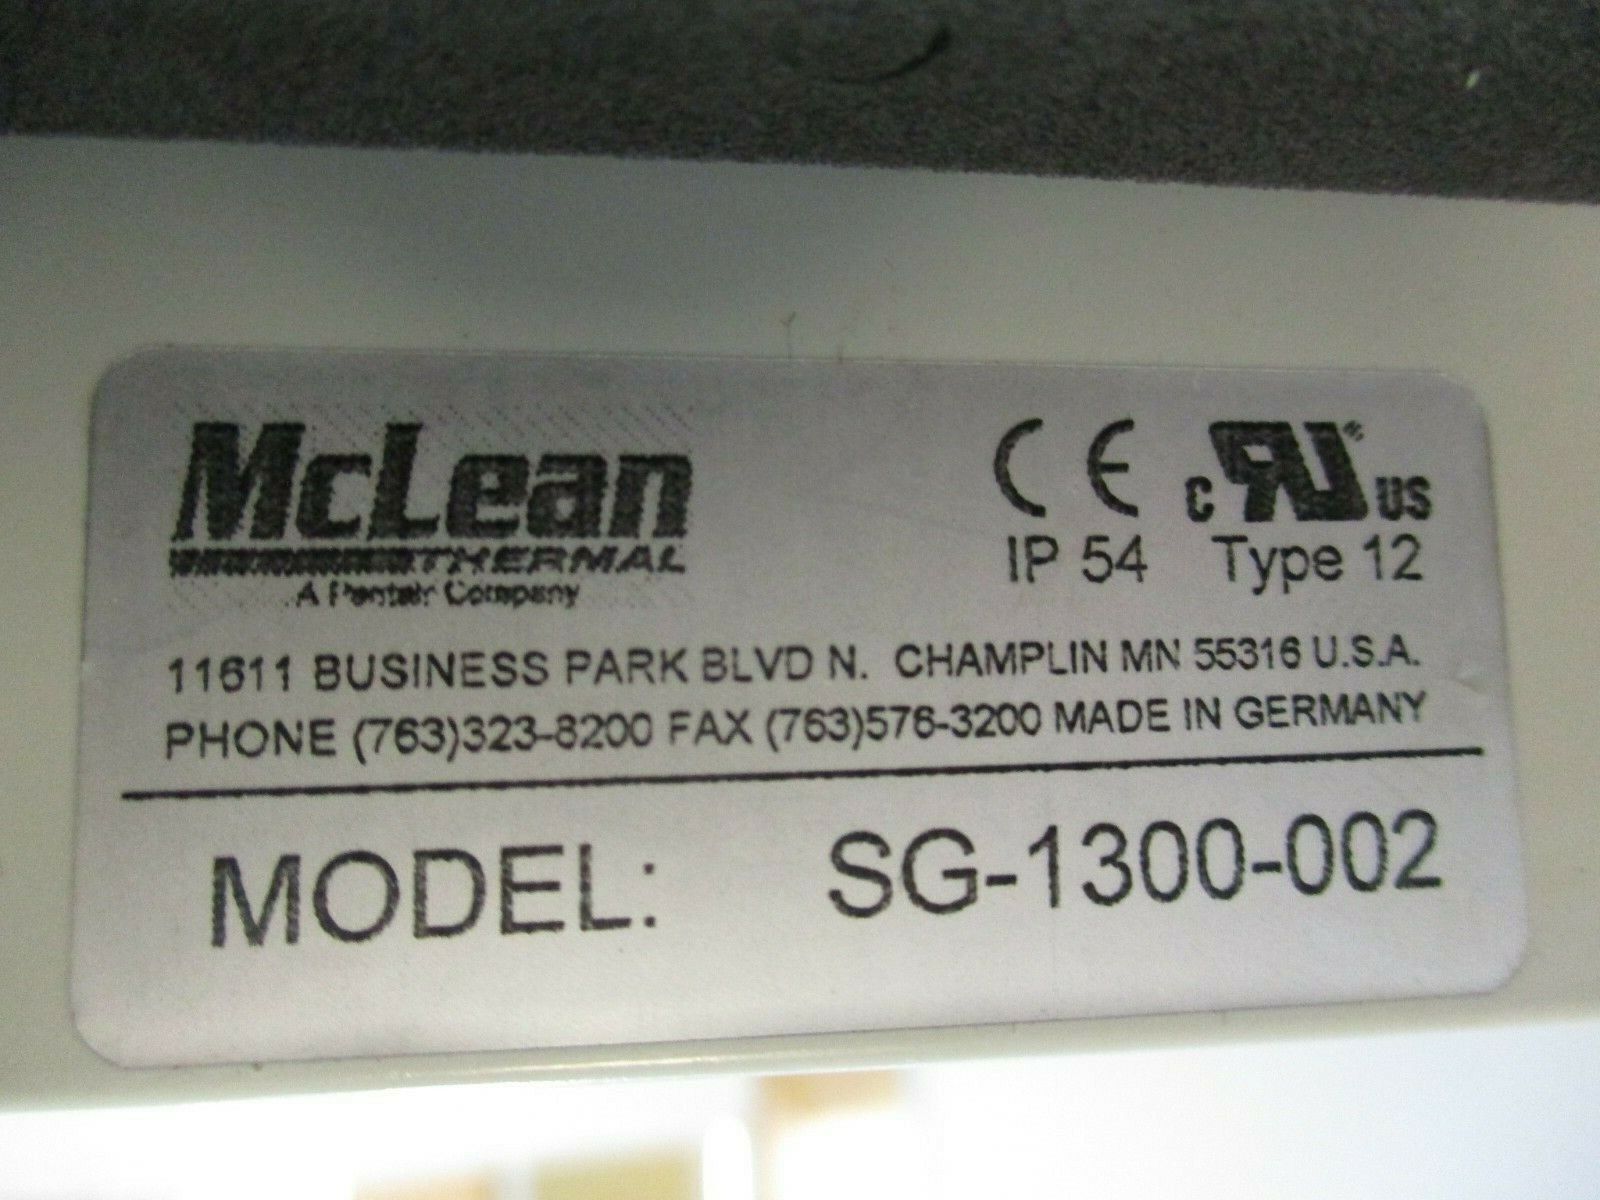 McLean
THERMAL
A Pentair Company
CE
c RU US
IP 54 Type 12
11611 BUSINESS PARK BLVD N. CHAMPLIN MN 55316 U.S.A.
PHONE (763)323-8200 FAX (763)576-3200 MADE IN GERMANY
MODEL: SG-1300-002